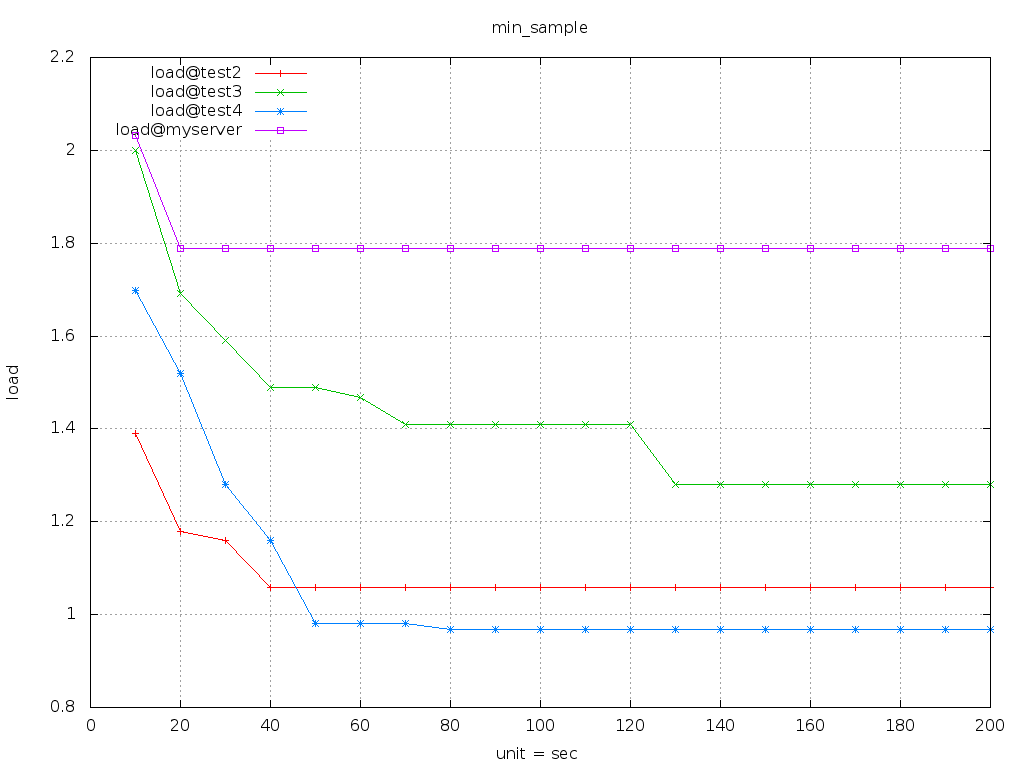 min_sample
load@test2
load@test3
load@test4
load@myserver
2.2
2
1.8
1.6
1.4
1.2
1
0.8
load
0 20 40 60 80 100 120 140 160 180 200
unit = sec